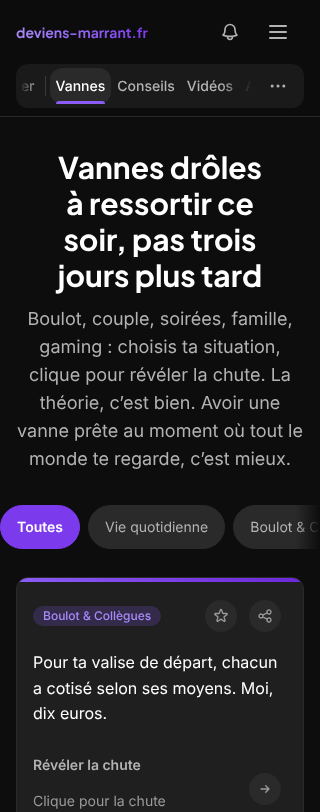 deviens-marrant.fr
er Vannes Conseils Vidéos
Vannes drôles
à ressortir ce
soir, pas trois
jours plus tard
Boulot, couple, soirées, famille,
gaming : choisis ta situation,
clique pour révéler la chute. La
théorie, c’est bien. Avoir une
vanne prête au moment où tout le
monde te regarde, c’est mieux.
Toutes Vie quotidienne Boulot & C
Boulot & Collègues
Pour ta valise de départ, chacun
a cotisé selon ses moyens. Moi,
dix euros.
Révéler la chute
Clique pour la chute